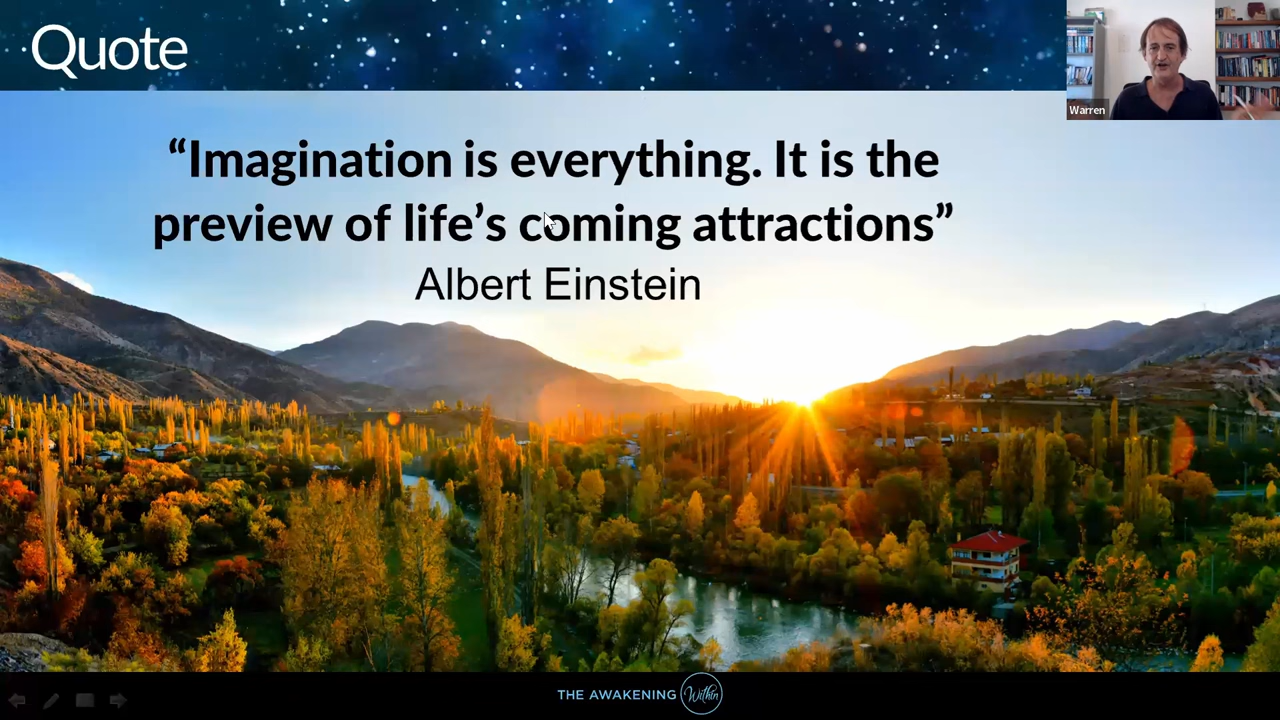 Quote
Warren
“Imagination is everything. It is the
preview of life’s coming attractions”
Albert Einstein
THE AWAKENING Within